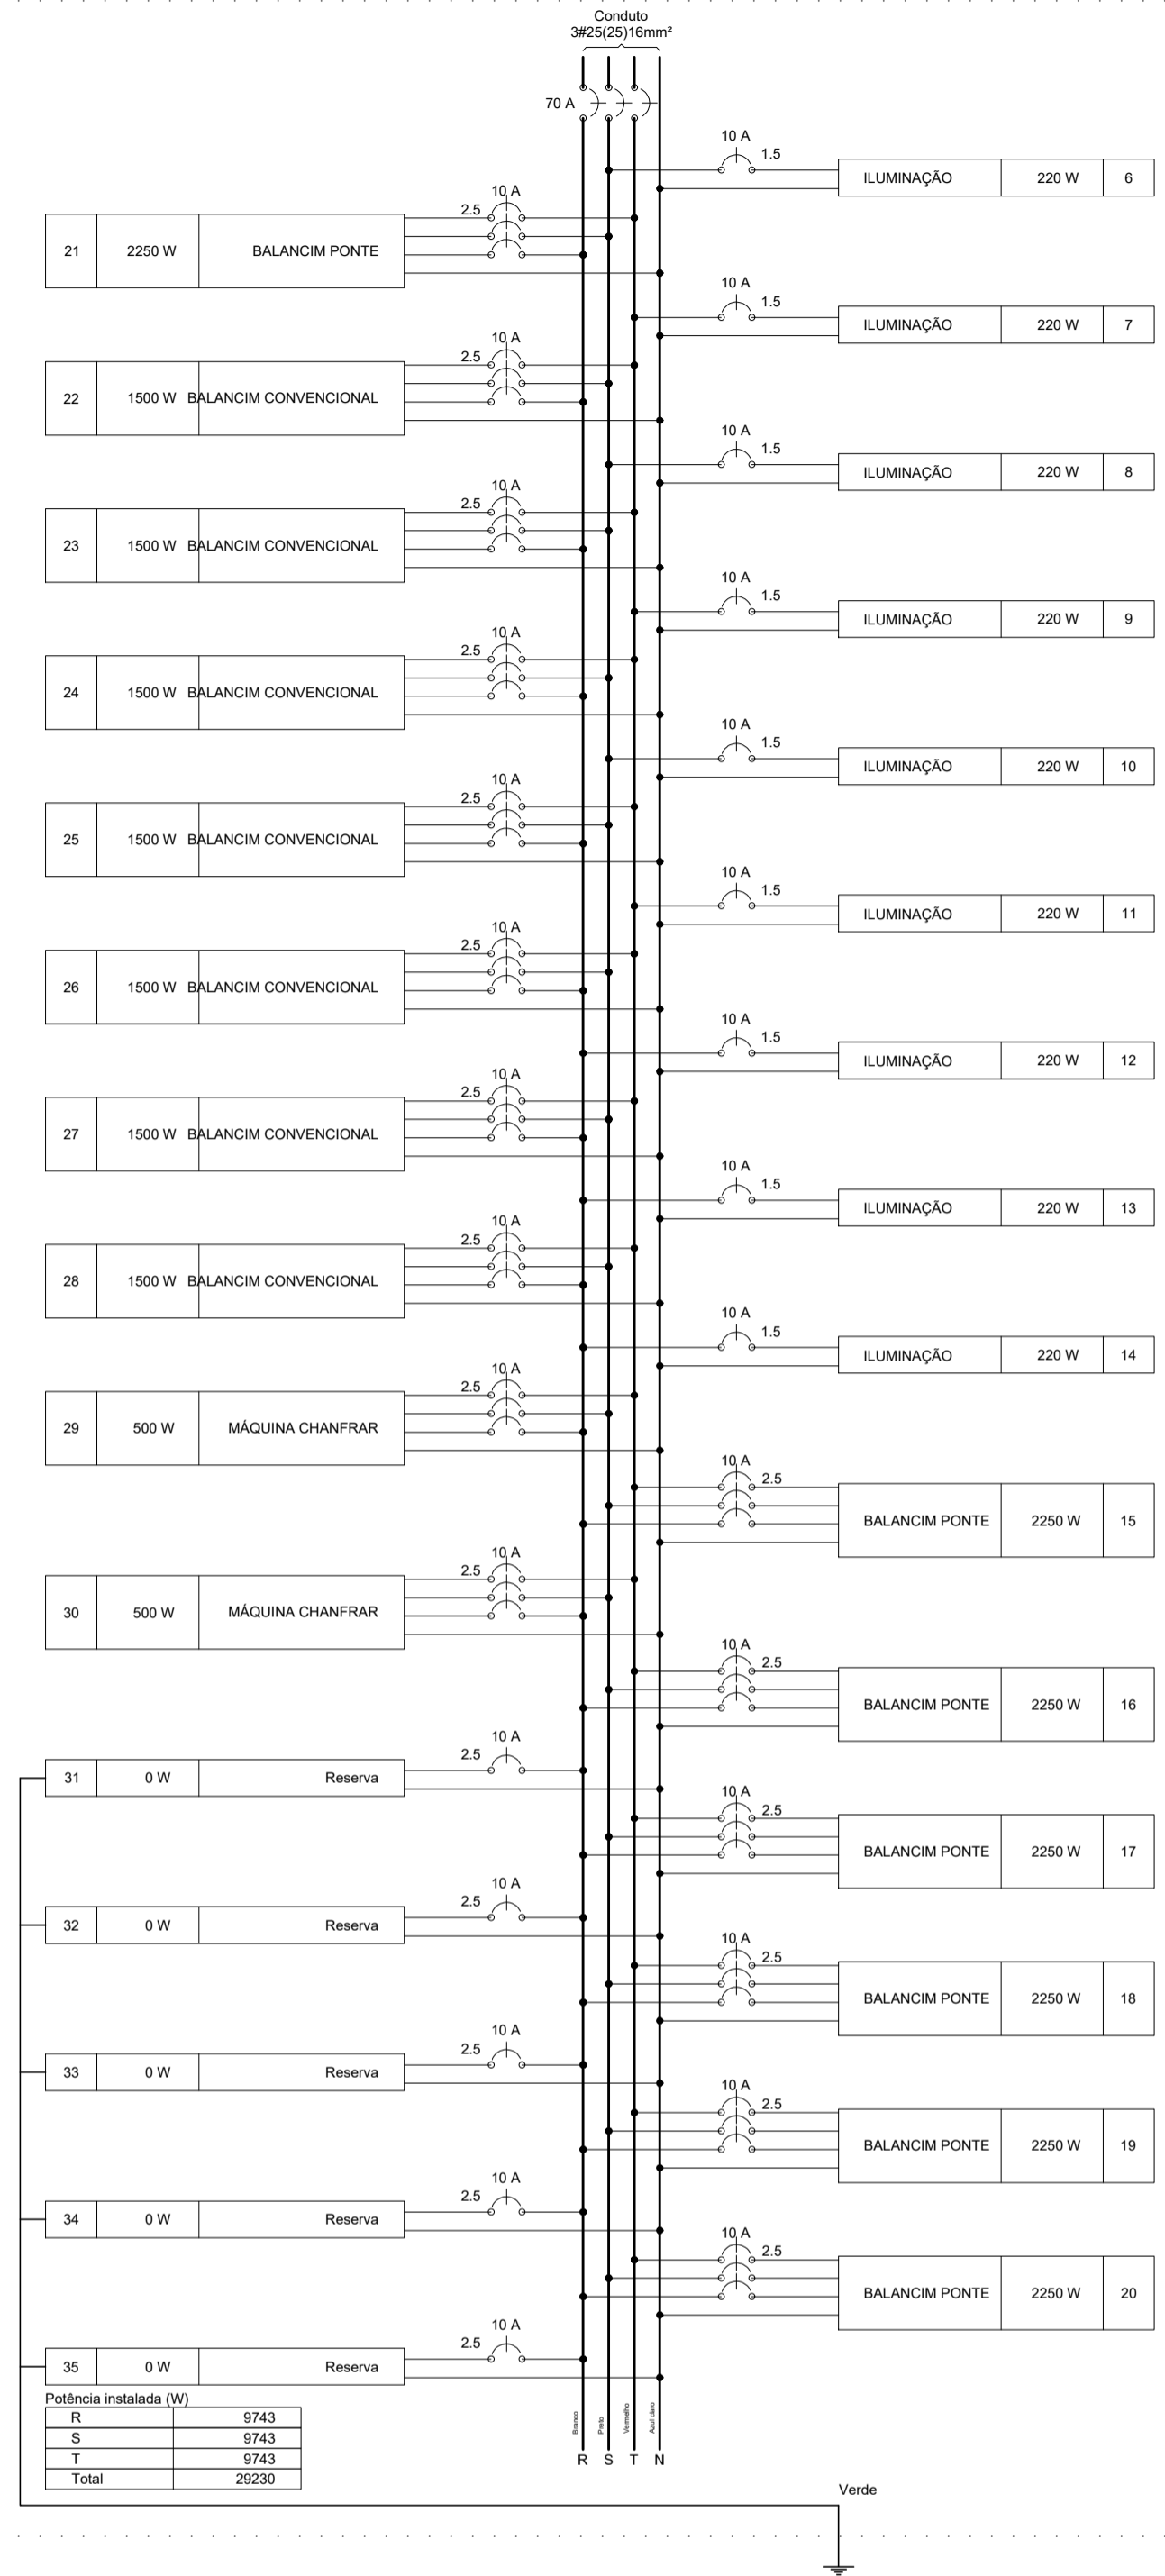 Conduto
3#25(25)16mm²
70 A
10 A
1.5
ILUMINAÇÃO 220 W 6
10 A
2.5
21 2250 W BALANCIM PONTE
10 A
1.5
ILUMINAÇÃO 220 W 7
10 A
2.5
22 1500 W BALANCIM CONVENCIONAL
10 A
1.5
ILUMINAÇÃO 220 W 8
10 A
2.5
23 1500 W BALANCIM CONVENCIONAL
10 A
1.5
ILUMINAÇÃO 220 W 9
10 A
2.5
24 1500 W BALANCIM CONVENCIONAL
10 A
1.5
ILUMINAÇÃO 220 W 10
10 A
2.5
25 1500 W BALANCIM CONVENCIONAL
10 A
1.5
ILUMINAÇÃO 220 W 11
10 A
2.5
26 1500 W BALANCIM CONVENCIONAL
10 A
1.5
ILUMINAÇÃO 220 W 12
10 A
2.5
27 1500 W BALANCIM CONVENCIONAL
10 A
1.5
ILUMINAÇÃO 220 W 13
10 A
2.5
28 1500 W BALANCIM CONVENCIONAL
10 A
1.5
ILUMINAÇÃO 220 W 14
10 A
2.5
29 500 W MÁQUINA CHANFRAR
10 A
2.5
BALANCIM PONTE 2250 W 15
10 A
2.5
30 500 W MÁQUINA CHANFRAR
10 A
2.5
BALANCIM PONTE 2250 W 16
10 A
2.5
31 0 W Reserva
10 A
2.5
BALANCIM PONTE 2250 W 17
10 A
2.5
32 0 W Reserva
10 A
2.5
BALANCIM PONTE 2250 W 18
10 A
2.5
33 0 W Reserva
10 A
2.5
BALANCIM PONTE 2250 W 19
10 A
2.5
34 0 W Reserva
10 A
2.5
BALANCIM PONTE 2250 W 20
10 A
2.5
35 0 W Reserva
Potência instalada (W)
R 9743
S 9743
T 9743
Total 29230
Branco
Preto
Vermelho
Azul claro
R S T N
Verde